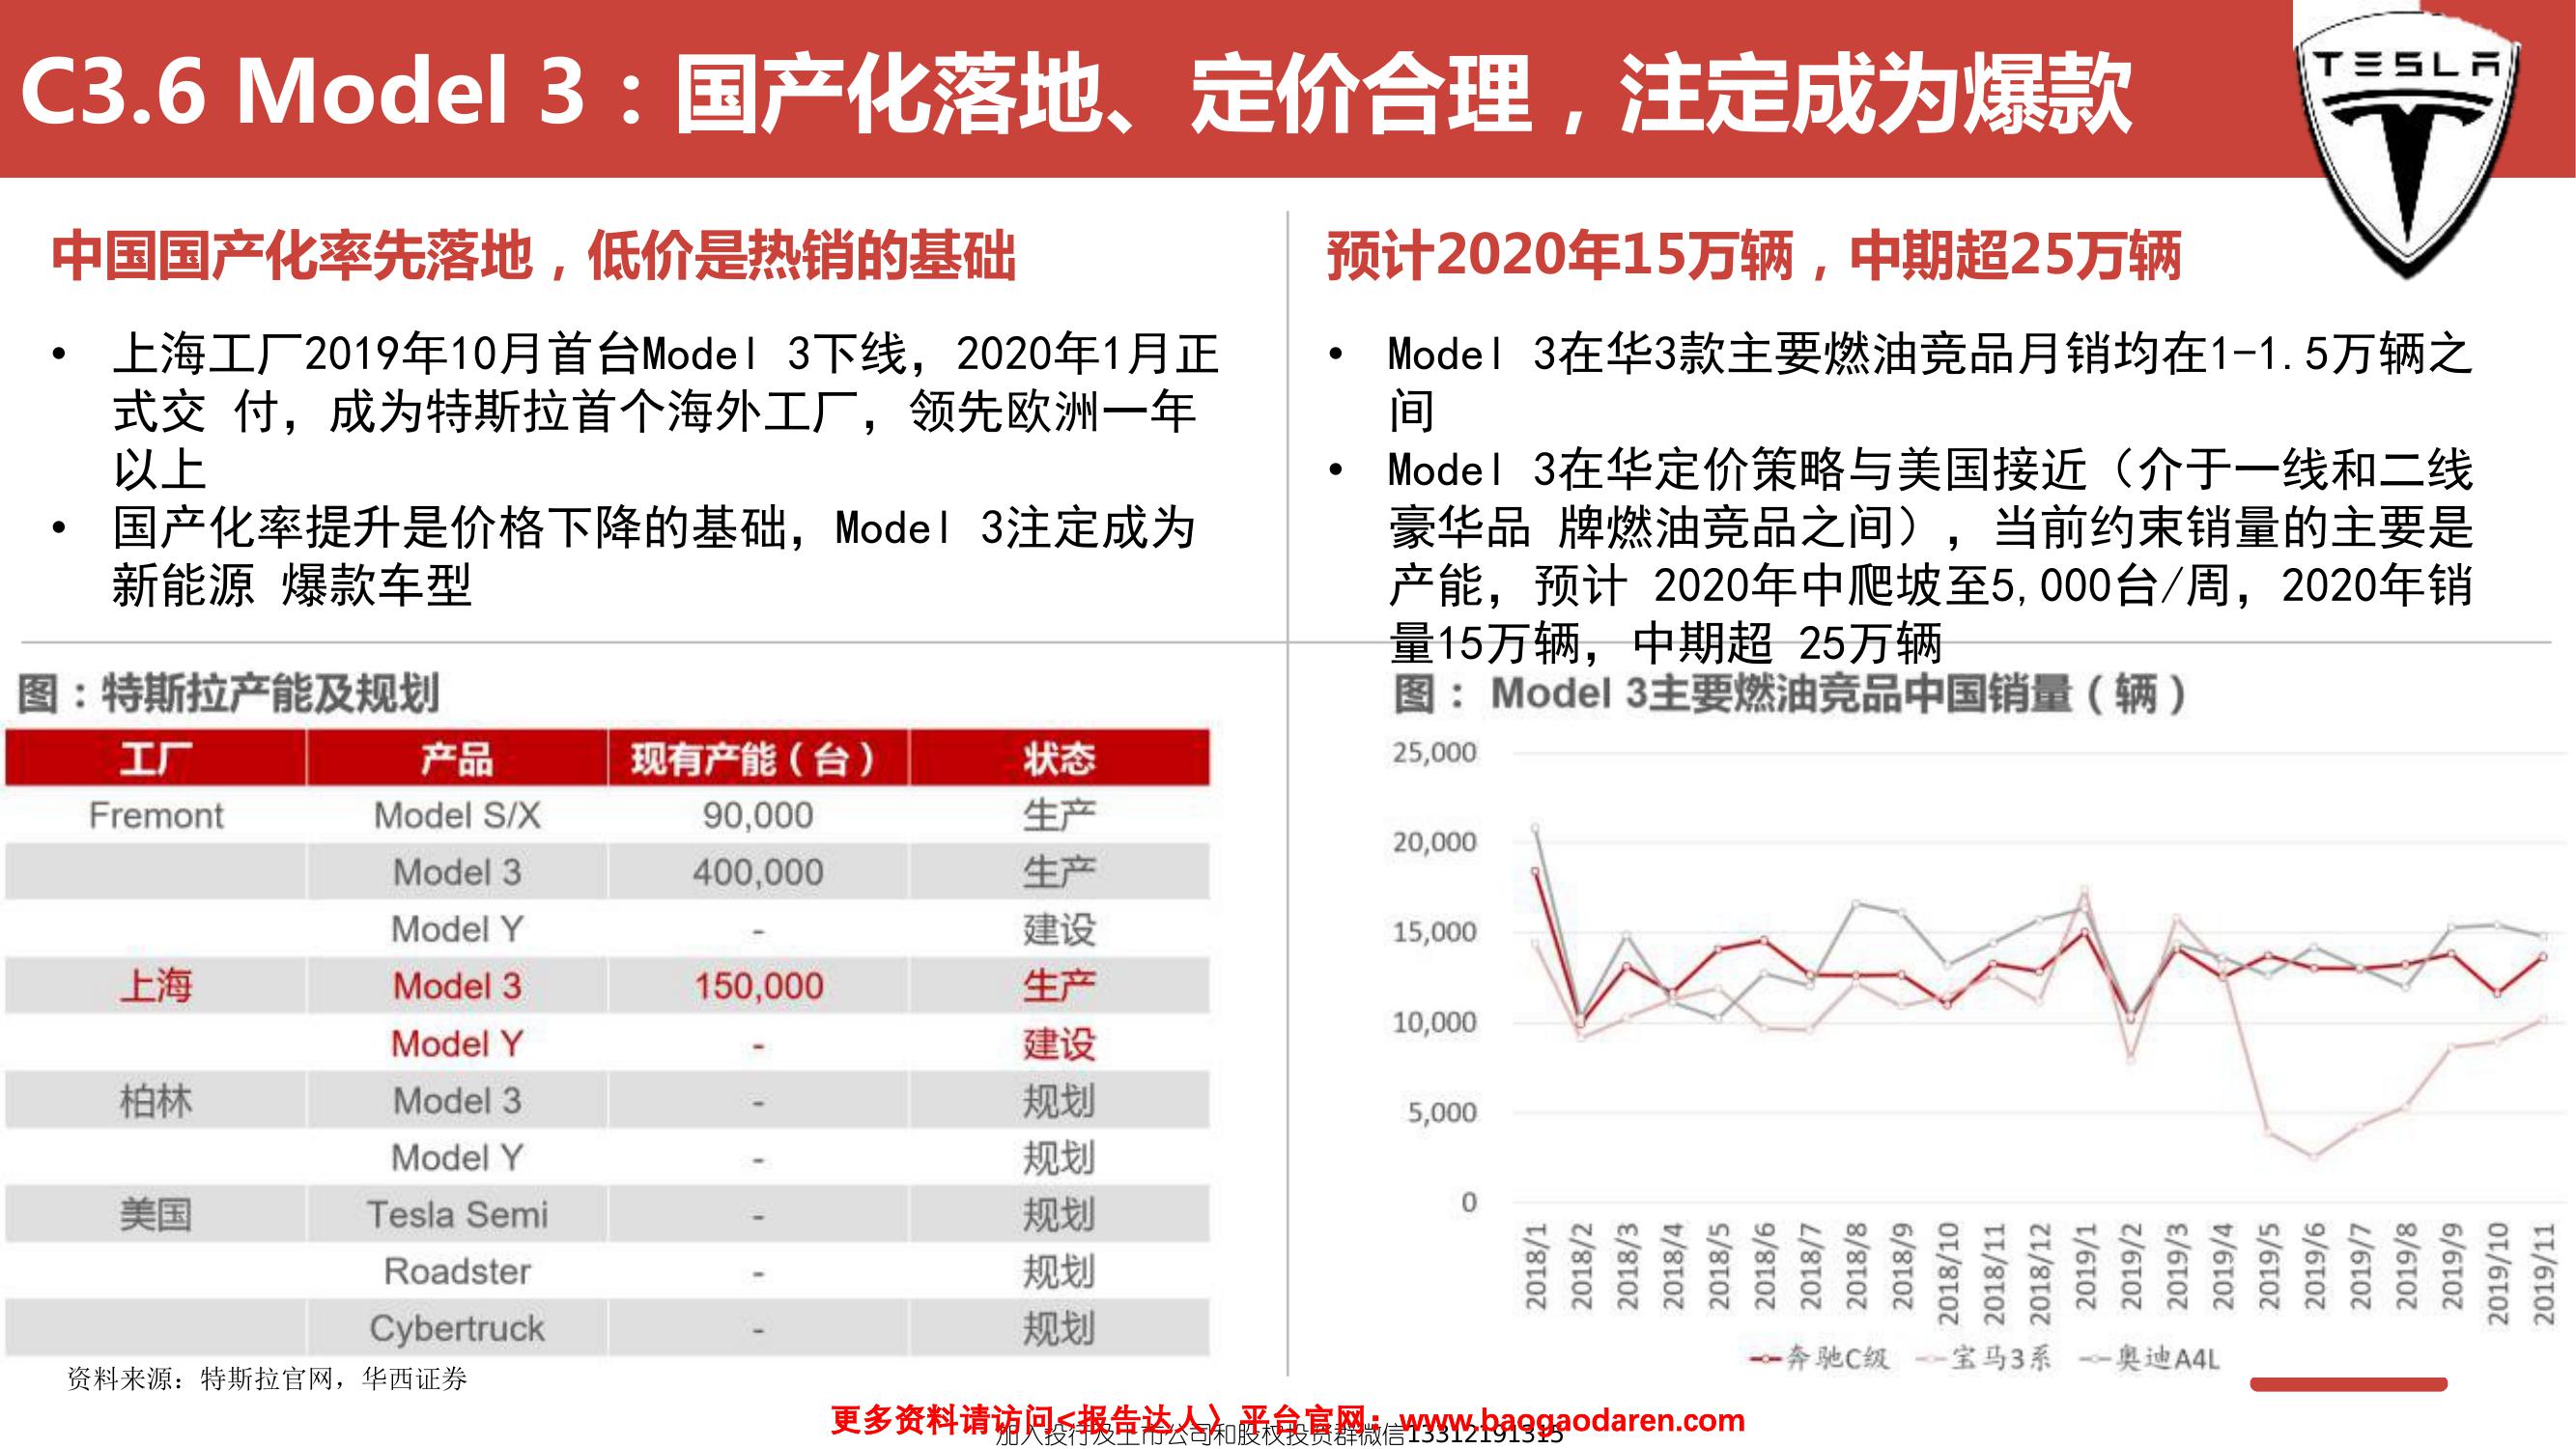 C3.6 Model 3：国产化落地、定价合理，注定成为爆款
TESLA
中国国产化率先落地，低价是热销的基础
• 上海工厂2019年10月首台Model 3下线，2020年1月正
式交 付，成为特斯拉首个海外工厂，领先欧洲一年
以上
• 国产化率提升是价格下降的基础，Model 3注定成为
新能源 爆款车型
预计2020年15万辆，中期超25万辆
• Model 3在华3款主要燃油竞品月销均在1-1.5万辆之
间
• Model 3在华定价策略与美国接近（介于一线和二线
豪华品 牌燃油竞品之间），当前约束销量的主要是
产能，预计 2020年中爬坡至5,000台/周，2020年销
量15万辆，中期超 25万辆
图：特斯拉产能及规划
工厂 产品 现有产能（台） 状态
Fremont Model S/X 90,000 生产
Model 3 400,000 生产
Model Y - 建设
上海 Model 3 150,000 生产
Model Y - 建设
柏林 Model 3 - 规划
Model Y - 规划
美国 Tesla Semi - 规划
Roadster - 规划
Cybertruck - 规划
资料来源：特斯拉官网，华西证券
图： Model 3主要燃油竞品中国销量（辆）
25,000
20,000
15,000
10,000
5,000
0
2018/1 2018/2 2018/3 2018/4 2018/5 2018/6 2018/7 2018/8 2018/9 2018/10 2018/11 2018/12 2019/1 2019/2 2019/3 2019/4 2019/5 2019/6 2019/7 2019/8 2019/9 2019/10 2019/11
奔驰C级 宝马3系 奥迪A4L
更多资料请访问<报告达人〉平台官网：www.baogaodaren.com
加入投行及上市公司和股权投资群微信13312191315